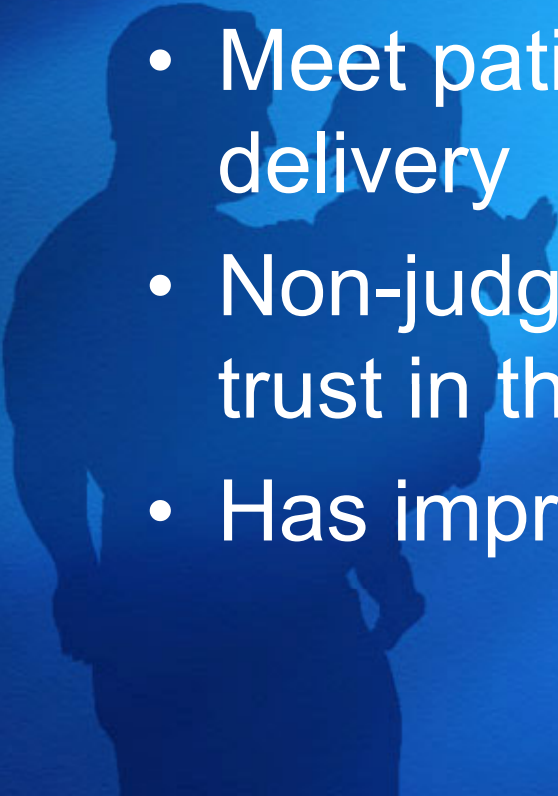 • Meet pati
delivery
• Non-judg
trust in th
• Has impr